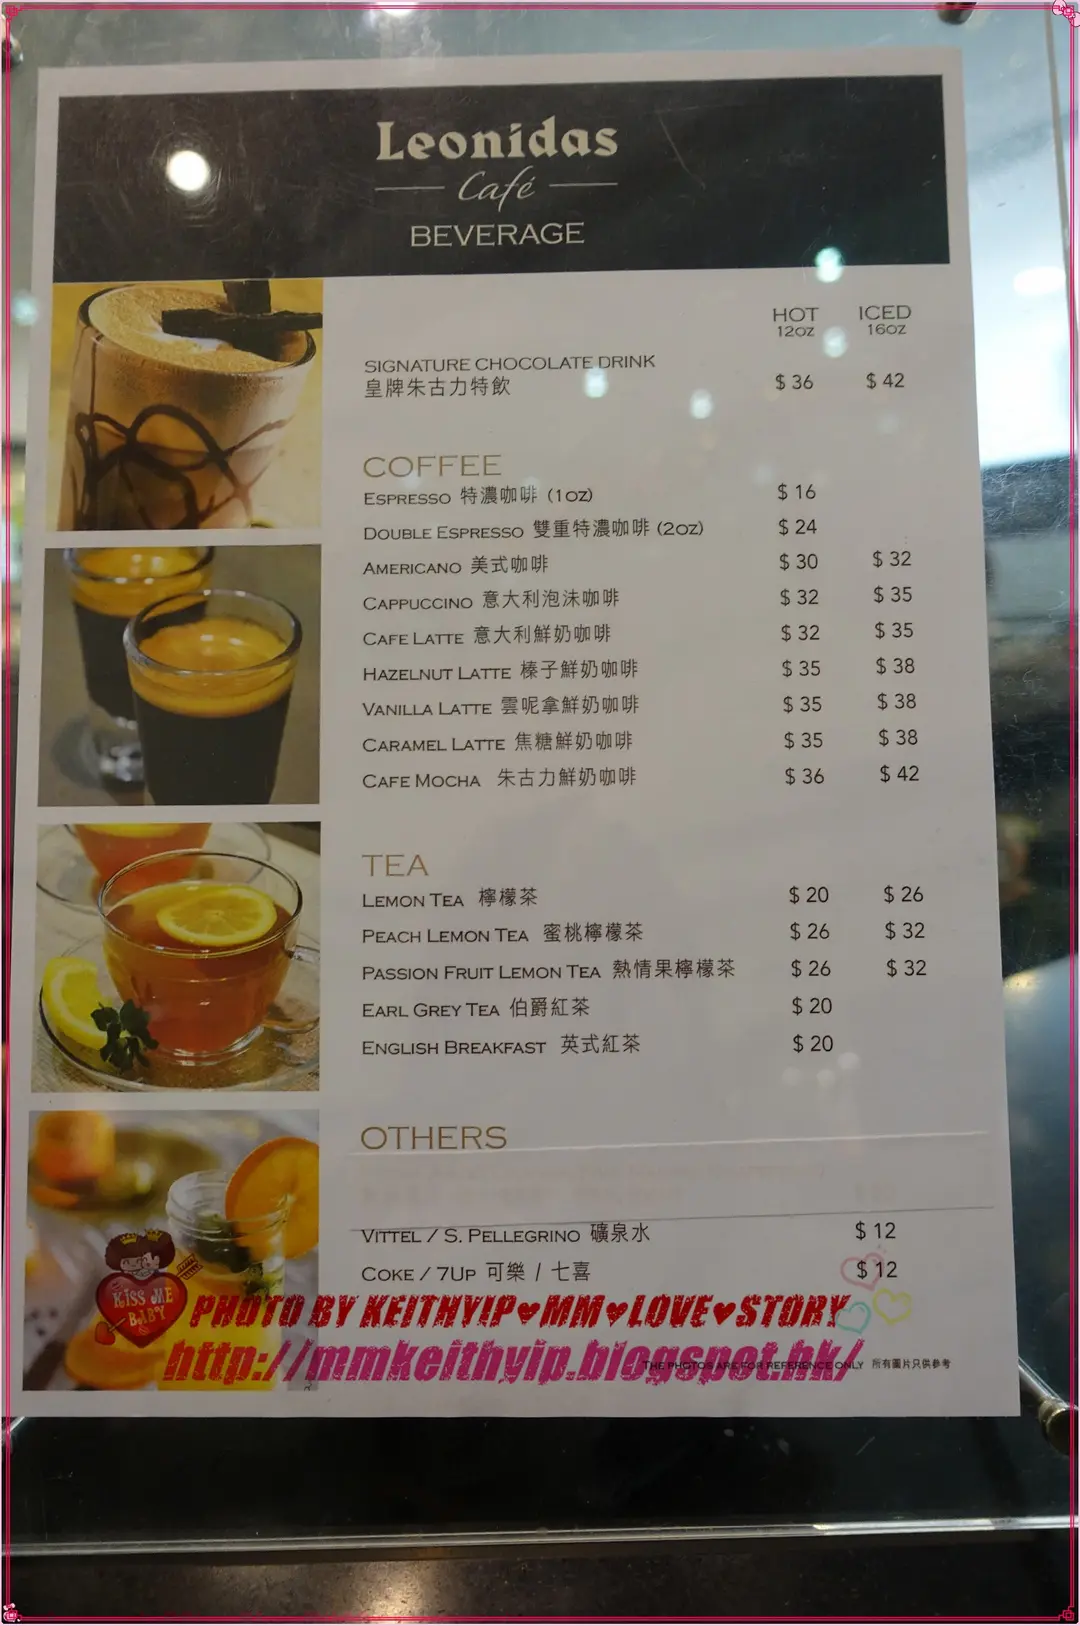 Leonidas
Café
BEVERAGE
HOT ICED
12oz 16oz
SIGNATURE CHOCOLATE DRINK
皇牌朱古力特飲 $ 36 $ 42
COFFEE
ESPRESSO 特濃咖啡 (1oz) $ 16
DOUBLE ESPRESSO 雙重特濃咖啡 (2oz) $ 24
AMERICANO 美式咖啡 $ 30 $ 32
CAPPUCCINO 意大利泡沫咖啡 $ 32 $ 35
CAFE LATTE 意大利鮮奶咖啡 $ 32 $ 35
HAZELNUT LATTE 榛子鮮奶咖啡 $ 35 $ 38
VANILLA LATTE 雲呢拿鮮奶咖啡 $ 35 $ 38
CARAMEL LATTE 焦糖鮮奶咖啡 $ 35 $ 38
CAFE MOCHA 朱古力鮮奶咖啡 $ 36 $ 42
TEA
LEMON TEA 檸檬茶 $ 20 $ 26
PEACH LEMON TEA 蜜桃檸檬茶 $ 26 $ 32
PASSION FRUIT LEMON TEA 熱情果檸檬茶 $ 26 $ 32
EARL GREY TEA 伯爵紅茶 $ 20
ENGLISH BREAKFAST 英式紅茶 $ 20
OTHERS
VITTEL / S. PELLEGRINO 礦泉水 $ 12
COKE / 7UP 可樂 / 七喜 $ 12
KISS ME
BABY
PHOTO BY KEITHYIP♥MM♥LOVE♥STORY
http://mmkeithyip.blogspot.hk/
THE PHOTOS ARE FOR REFERENCE ONLY 所有圖片只供參考